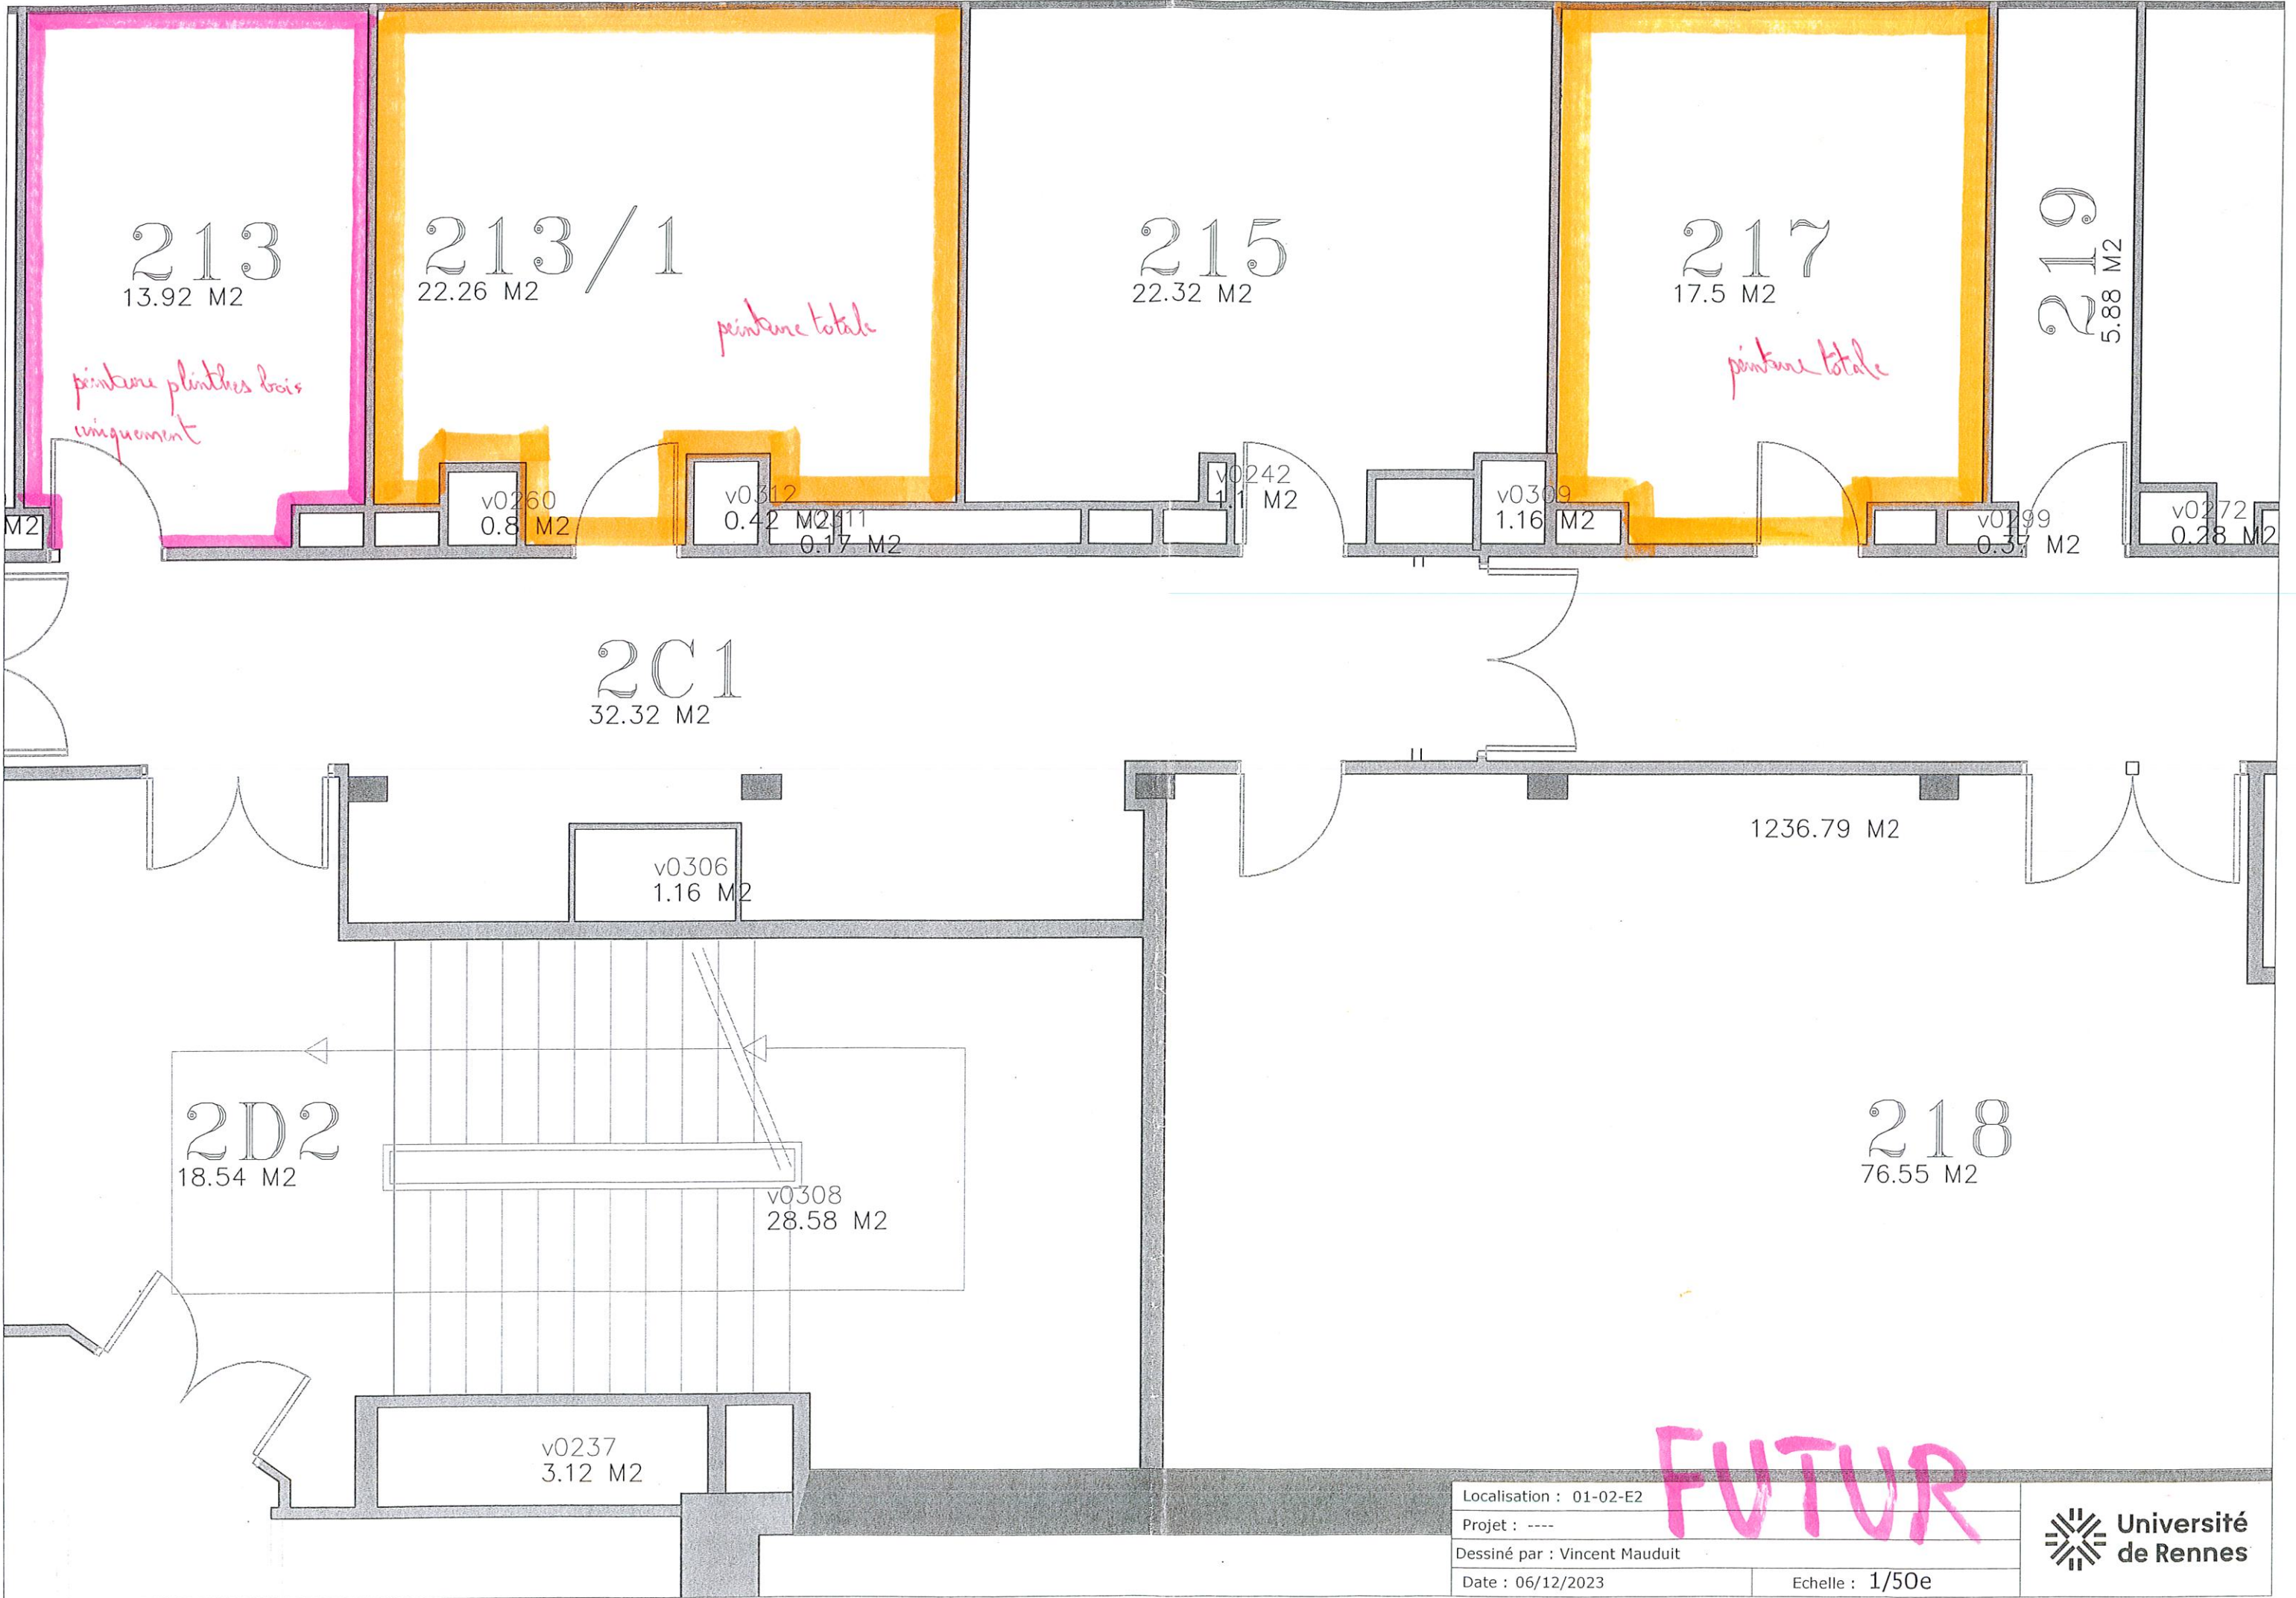 213
13.92 M2
peinture plinthes bois
uniquement
213/1
22.26 M2
peinture totale
215
22.32 M2
217
17.5 M2
peinture totale
219
5.88 M2
M2
v0260
0.8 M2
v0312
0.42 M2
0.17 M2
v0242
1.1 M2
v0309
1.16 M2
v0299
0.37 M2
v0272
0.28 M2
2C1
32.32 M2
1236.79 M2
v0306
1.16 M2
2D2
18.54 M2
v0308
28.58 M2
218
76.55 M2
v0237
3.12 M2
FUTUR
Localisation : 01-02-E2
Projet : ----
Dessiné par : Vincent Mauduit
Date : 06/12/2023
Echelle : 1/50e
Université
de Rennes